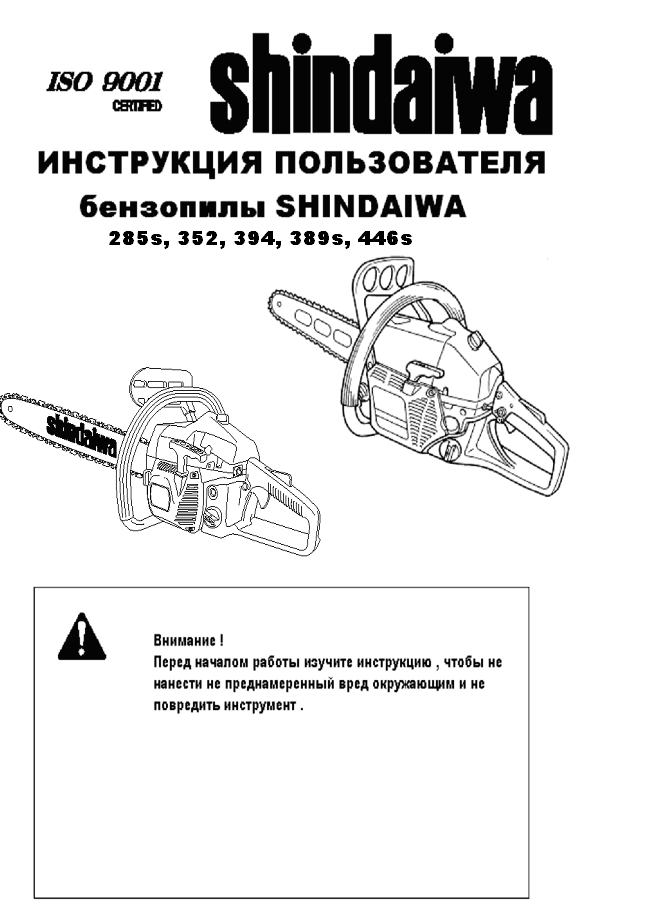 ISO 9001
CERTIFIED
shindaiwa
ИНСТРУКЦИЯ ПОЛЬЗОВАТЕЛЯ
бензопилы SHINDAIWA
285s, 352, 394, 389s, 446s
shindaiwa
Внимание !
Перед началом работы изучите инструкцию , чтобы не
нанести не преднамеренный вред окружающим и не
повредить инструмент .